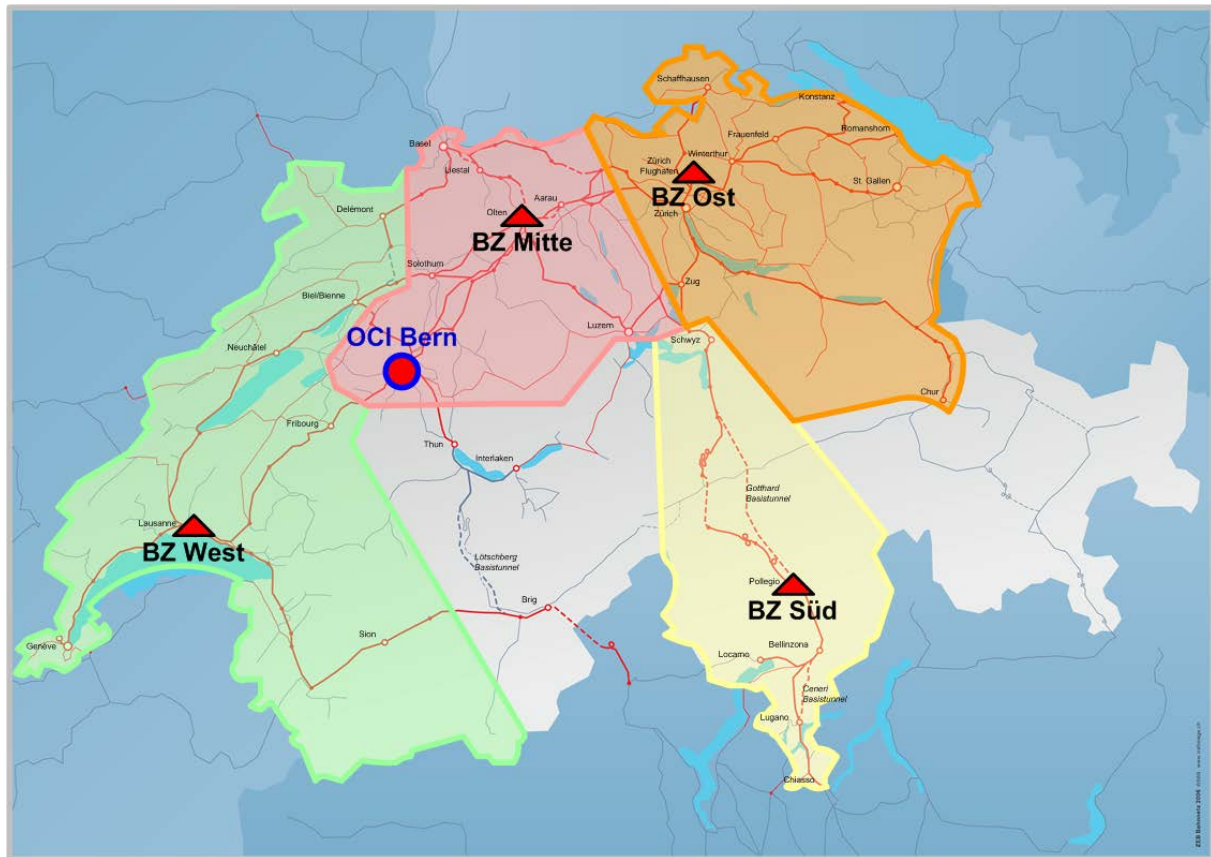 Schaffhausen
Konstanz
Romanshorn
Frauenfeld
Winterthur
Zürich
Flughafen
BZ Ost
St. Gallen
Zürich
Basel
Liestal
Aarau
Olten
BZ Mitte
Delémont
Solothurn
Zug
Biel/Bienne
Luzern
OCI Bern
Schwyz
Neuchâtel
Chur
Fribourg
Thun
Interlaken
Gotthard
Basistunnel
Lausanne
BZ West
Lötschberg
Basistunnel
Pollegio
BZ Süd
Brig
Sion
Genève
Bellinzona
Locarno
Ceneri
Basistunnel
Lugano
Chiasso